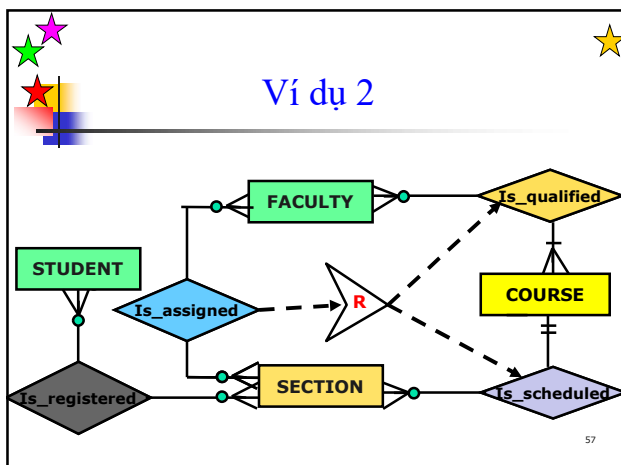 Ví dụ 2
FACULTY
Is_qualified
STUDENT
Is_assigned
R
COURSE
SECTION
Is_registered
Is_scheduled
57